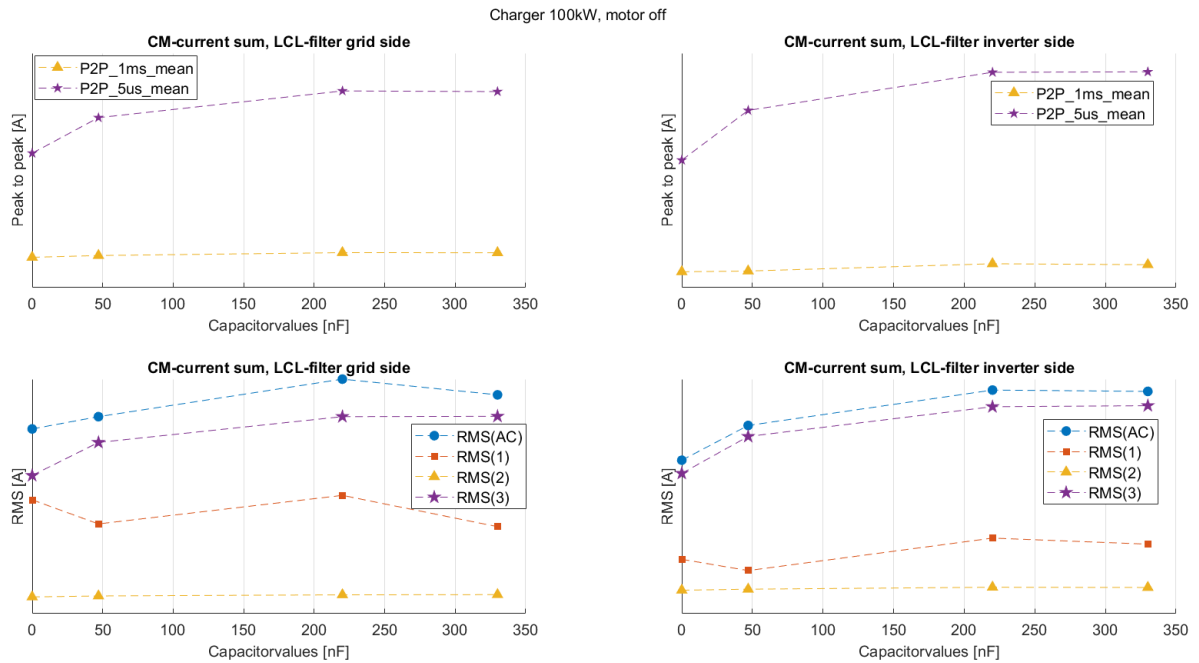 Charger 100kW, motor off
CM-current sum, LCL-filter grid side
P2P_1ms_mean
P2P_5us_mean
Peak to peak [A]
0 50 100 150 200 250 300 350
Capacitorvalues [nF]
CM-current sum, LCL-filter inverter side
P2P_1ms_mean
P2P_5us_mean
Peak to peak [A]
0 50 100 150 200 250 300 350
Capacitorvalues [nF]
CM-current sum, LCL-filter grid side
RMS(AC)
RMS(1)
RMS(2)
RMS(3)
RMS [A]
0 50 100 150 200 250 300 350
Capacitorvalues [nF]
CM-current sum, LCL-filter inverter side
RMS(AC)
RMS(1)
RMS(2)
RMS(3)
RMS [A]
0 50 100 150 200 250 300 350
Capacitorvalues [nF]